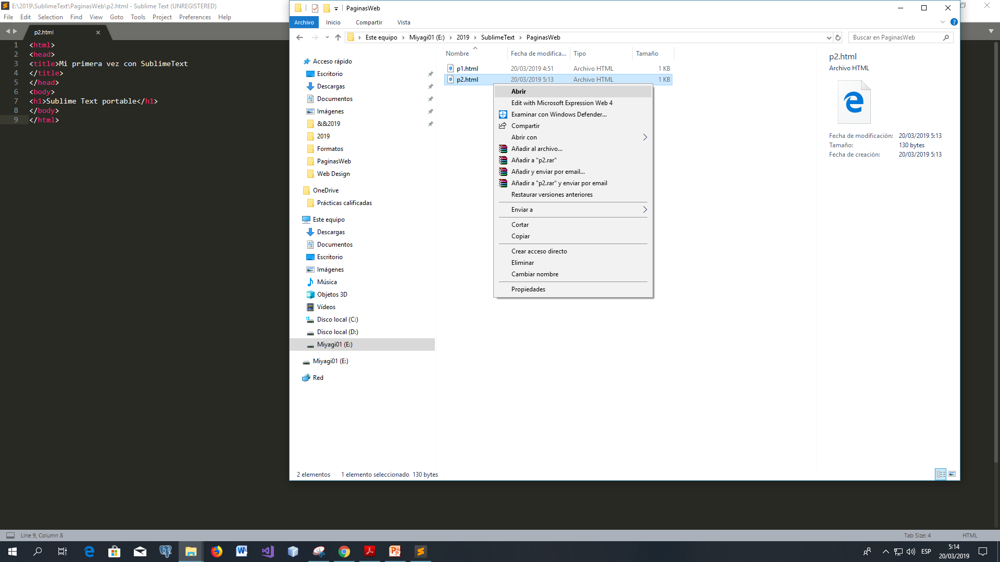 E:\2019\SublimeText\PaginasWeb\p2.html - Sublime Text (UNREGISTERED)
File Edit Selection Find View Goto Tools Project Preferences Help
p2.html
1 <html>
2 <head>
3 <title>Mi primera vez con SublimeText
4 </title>
5 </head>
6 <body>
7 <h1>Sublime Text portable</h1>
8 </body>
9 </html>
PaginasWeb
Archivo Inicio Compartir Vista
Este equipo Miyagi01 (E:) 2019 SublimeText PaginasWeb
Buscar en PaginasWeb
Acceso rápido
Escritorio
Descargas
Documentos
Imágenes
&&2019
2019
Formatos
PaginasWeb
Web Design
OneDrive
Prácticas calificadas
Este equipo
Descargas
Documentos
Escritorio
Imágenes
Música
Objetos 3D
Vídeos
Disco local (C:)
Disco local (D:)
Miyagi01 (E:)
Miyagi01 (E:)
Red
Nombre Fecha de modifica... Tipo Tamaño
p1.html 20/03/2019 4:51 Archivo HTML 1 KB
p2.html 20/03/2019 5:13 Archivo HTML 1 KB
Abrir
Edit with Microsoft Expression Web 4
Examinar con Windows Defender...
Compartir
Abrir con
Añadir al archivo...
Añadir a "p2.rar"
Añadir y enviar por email...
Añadir a "p2.rar" y enviar por email
Restaurar versiones anteriores
Enviar a
Cortar
Copiar
Crear acceso directo
Eliminar
Cambiar nombre
Propiedades
p2.html
Archivo HTML
Fecha de modificación: 20/03/2019 5:13
Tamaño: 130 bytes
Fecha de creación: 20/03/2019 5:13
2 elementos 1 elemento seleccionado 130 bytes
Line 9, Column 8
Tab Size: 4
HTML
ESP
5:14
20/03/2019